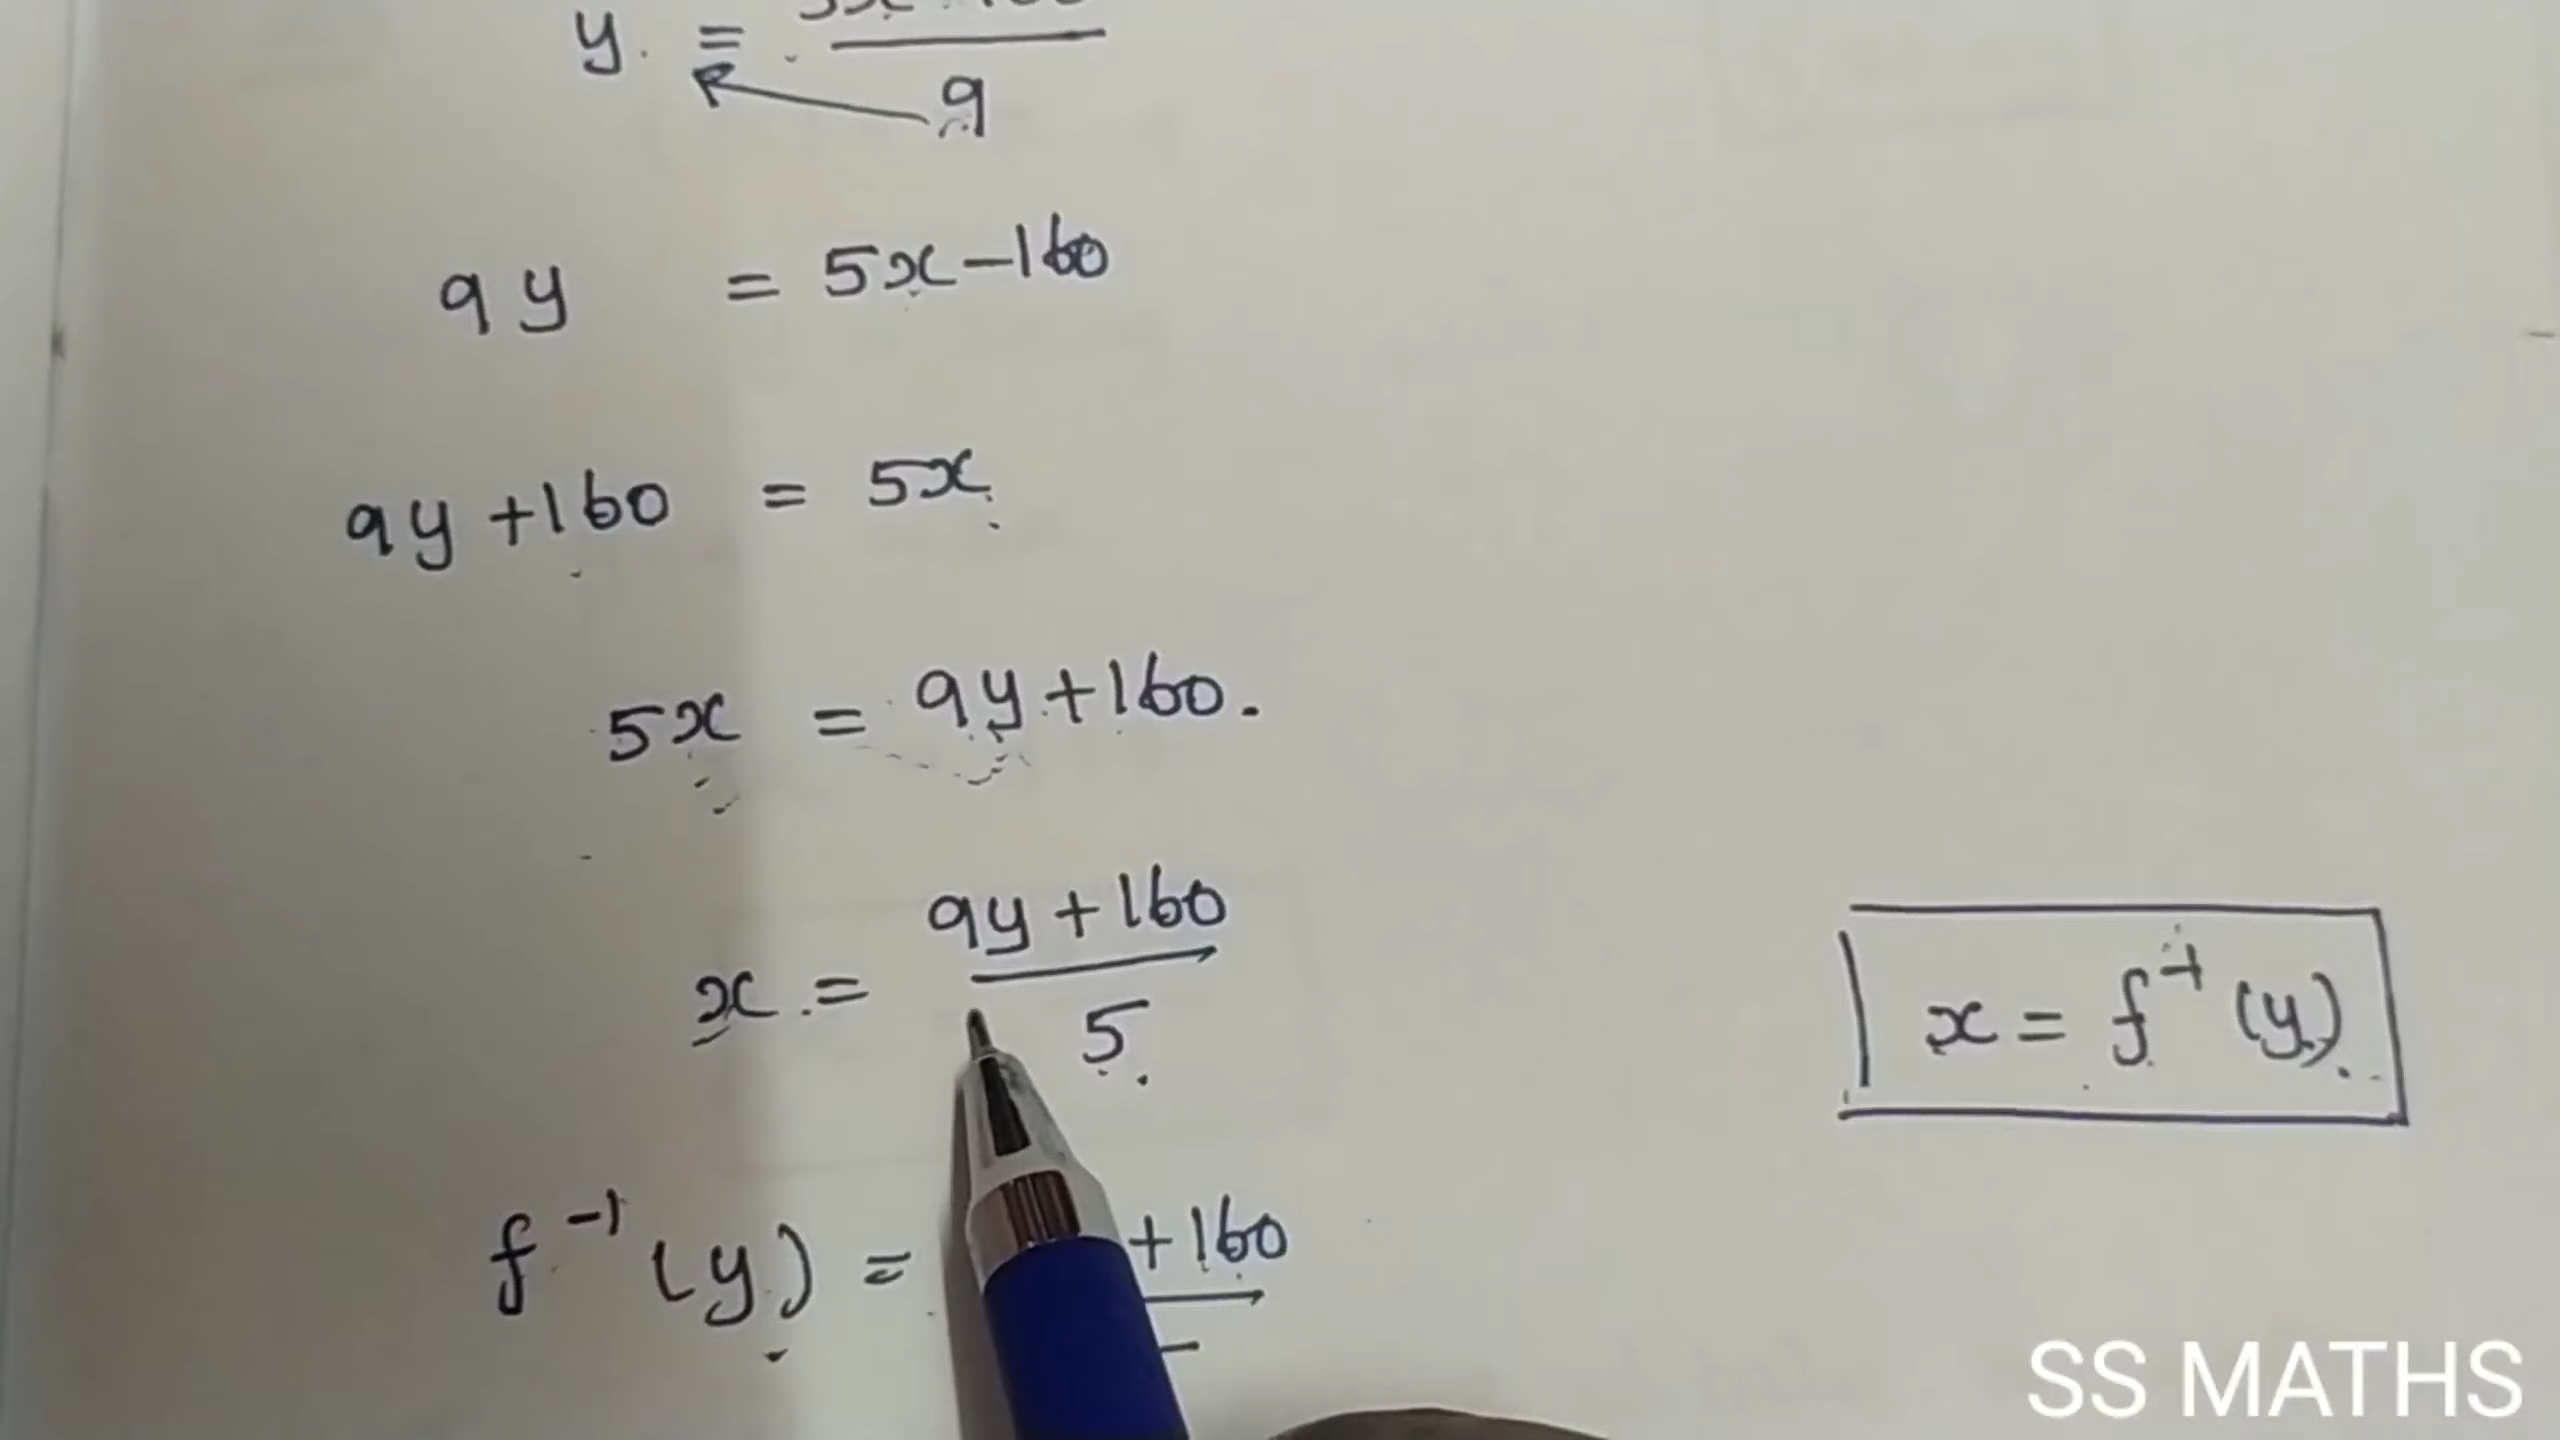 y =
9
9y = 5x-160
9y+160 = 5x
5x = 9y+160.
x = 9y+160
5
x = f⁻¹(y)
f⁻¹(y) = +160
SS MATHS